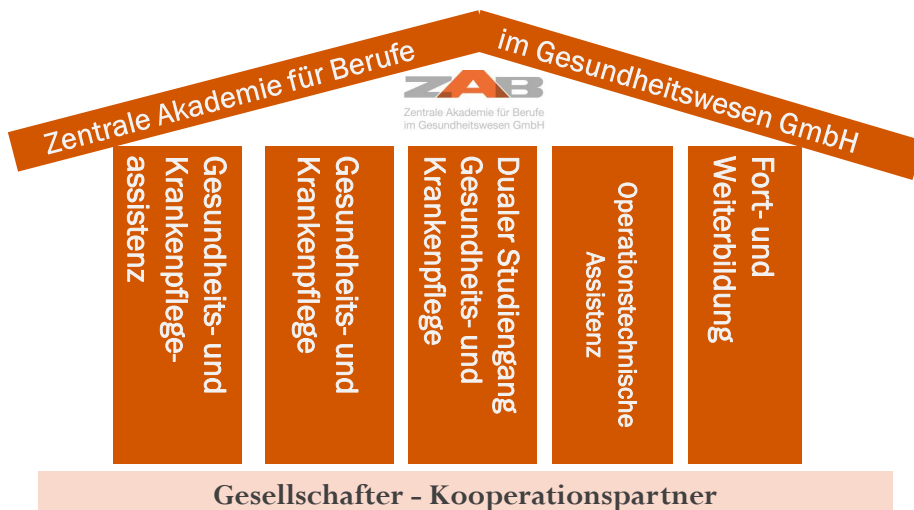 Zentrale Akademie für Berufe
im Gesundheitswesen GmbH
ZAB
Zentrale Akademie für Berufe
im Gesundheitswesen GmbH
Gesundheits- und
Krankenpflege-
assistenz
Gesundheits- und
Krankenpflege
Dualer Studiengang
Gesundheits- und
Krankenpflege
Operationstechnische
Assistenz
Fort- und
Weiterbildung
Gesellschafter - Kooperationspartner